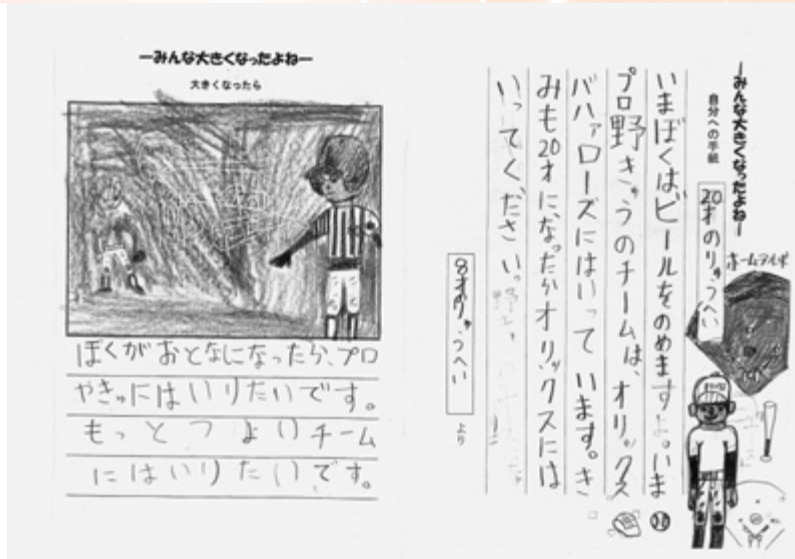 ーみんな大きくなったよねー
大きくなったら
ぼくがおとなになったら、プロ
やきゅにはいりたいです。
もっとつよいチーム
にはいりたいです。
ーみんな大きくなったよねー
自分への手紙
20才のりゅうへい
ホームラルボ
いまぼくはビールをのめますよ。いま
プロ野きゅうのチームは、オリックス
バハァローズにはいっています。き
みも20才に、なったらオリックスには
いってください。
8才のりゅうへい
より